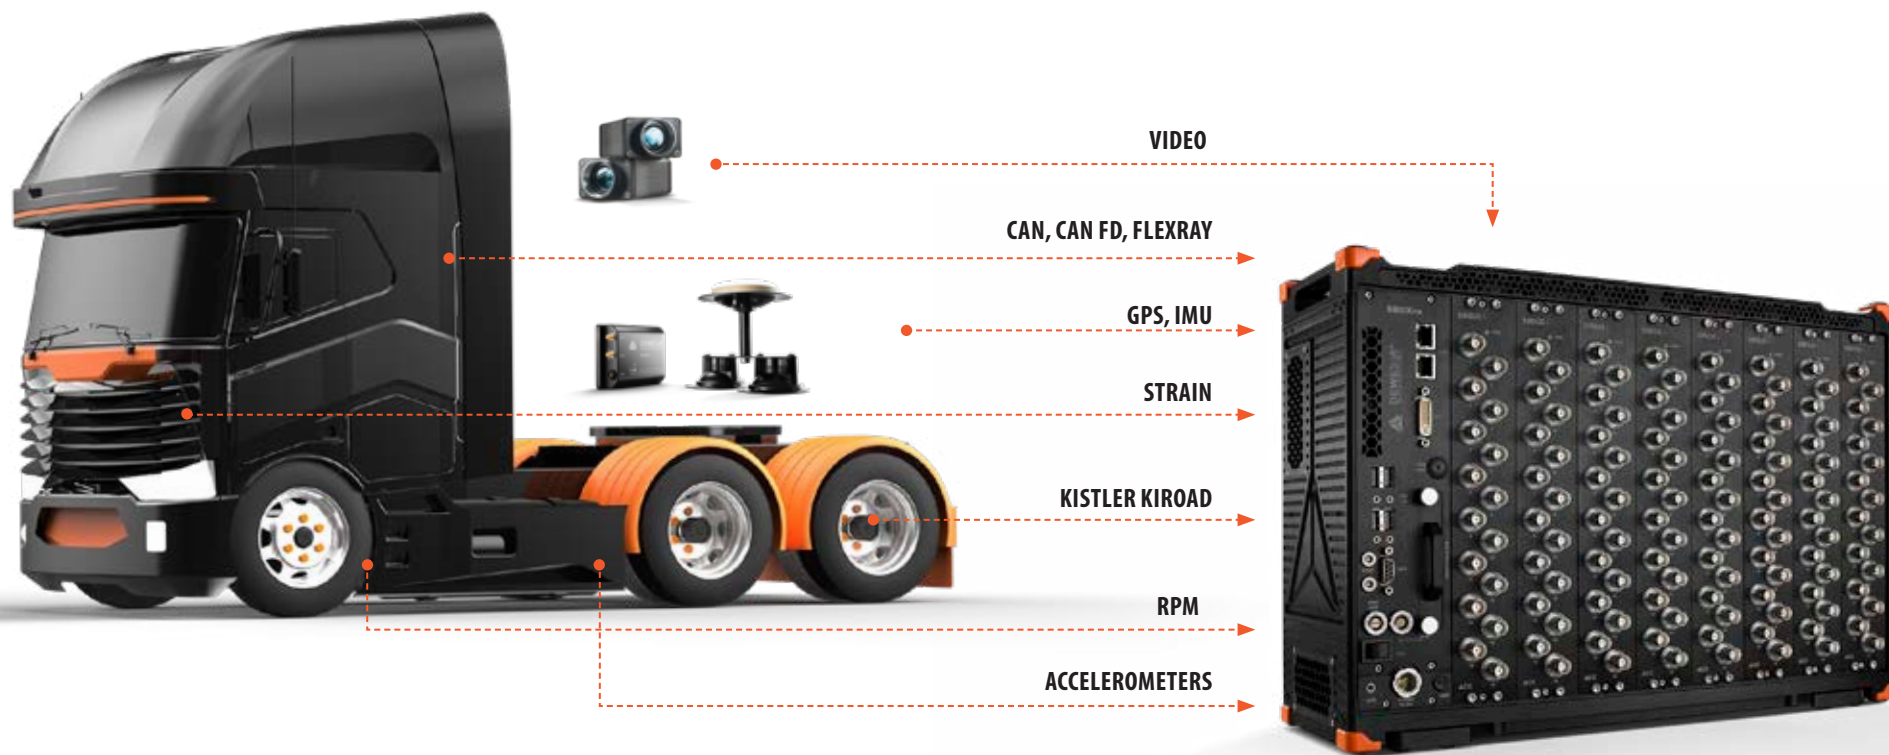 VIDEO
CAN, CAN FD, FLEXRAY
GPS, IMU
STRAIN
KISTLER KIROAD
RPM
ACCELEROMETERS